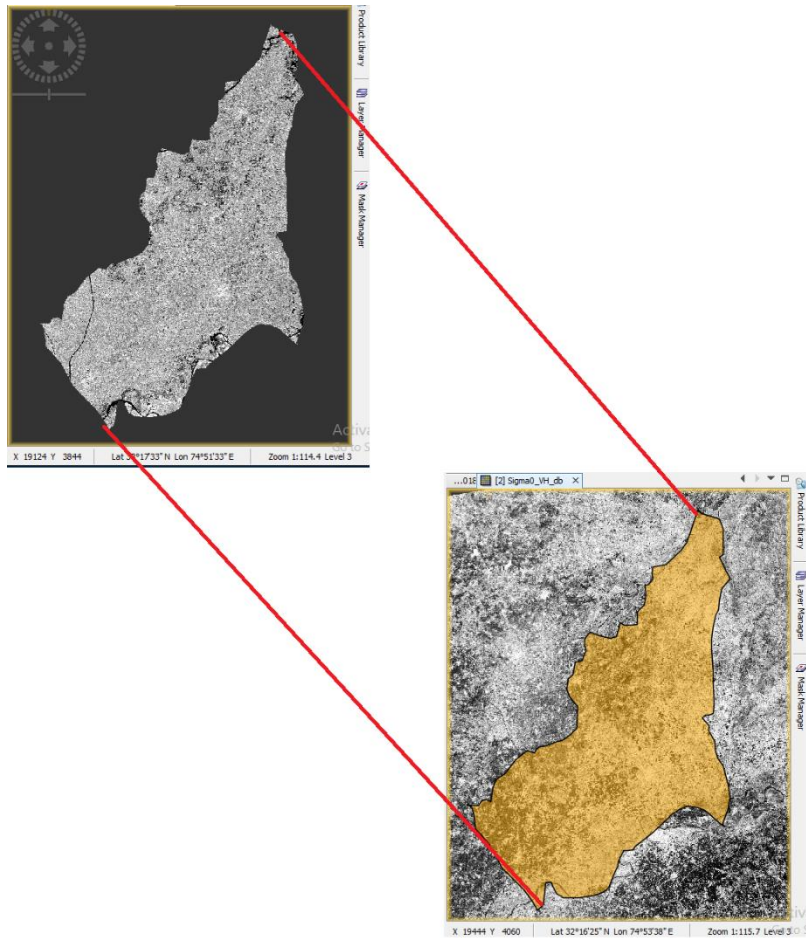 Product Library
Layer Manager
Mask Manager
X 19124 Y 3844
Lon 74°51'33" E
Zoom 1:114.4 Level 3
...018
[2] Sigma0_VH_db
Product Library
Layer Manager
Mask Manager
X 19444 Y 4060
Lat 32°16'25" N Lon 74°53'38" E
Zoom 1:115.7 Level 3